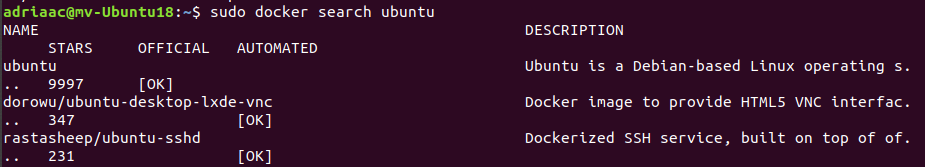 adriaac@mv-Ubuntu18:~$ sudo docker search ubuntu
NAME DESCRIPTION
STARS OFFICIAL AUTOMATED
ubuntu Ubuntu is a Debian-based Linux operating s.
.. 9997 [OK]
dorowu/ubuntu-desktop-lxde-vnc Docker image to provide HTML5 VNC interfac.
.. 347 [OK]
rastasheep/ubuntu-sshd Dockerized SSH service, built on top of of.
.. 231 [OK]